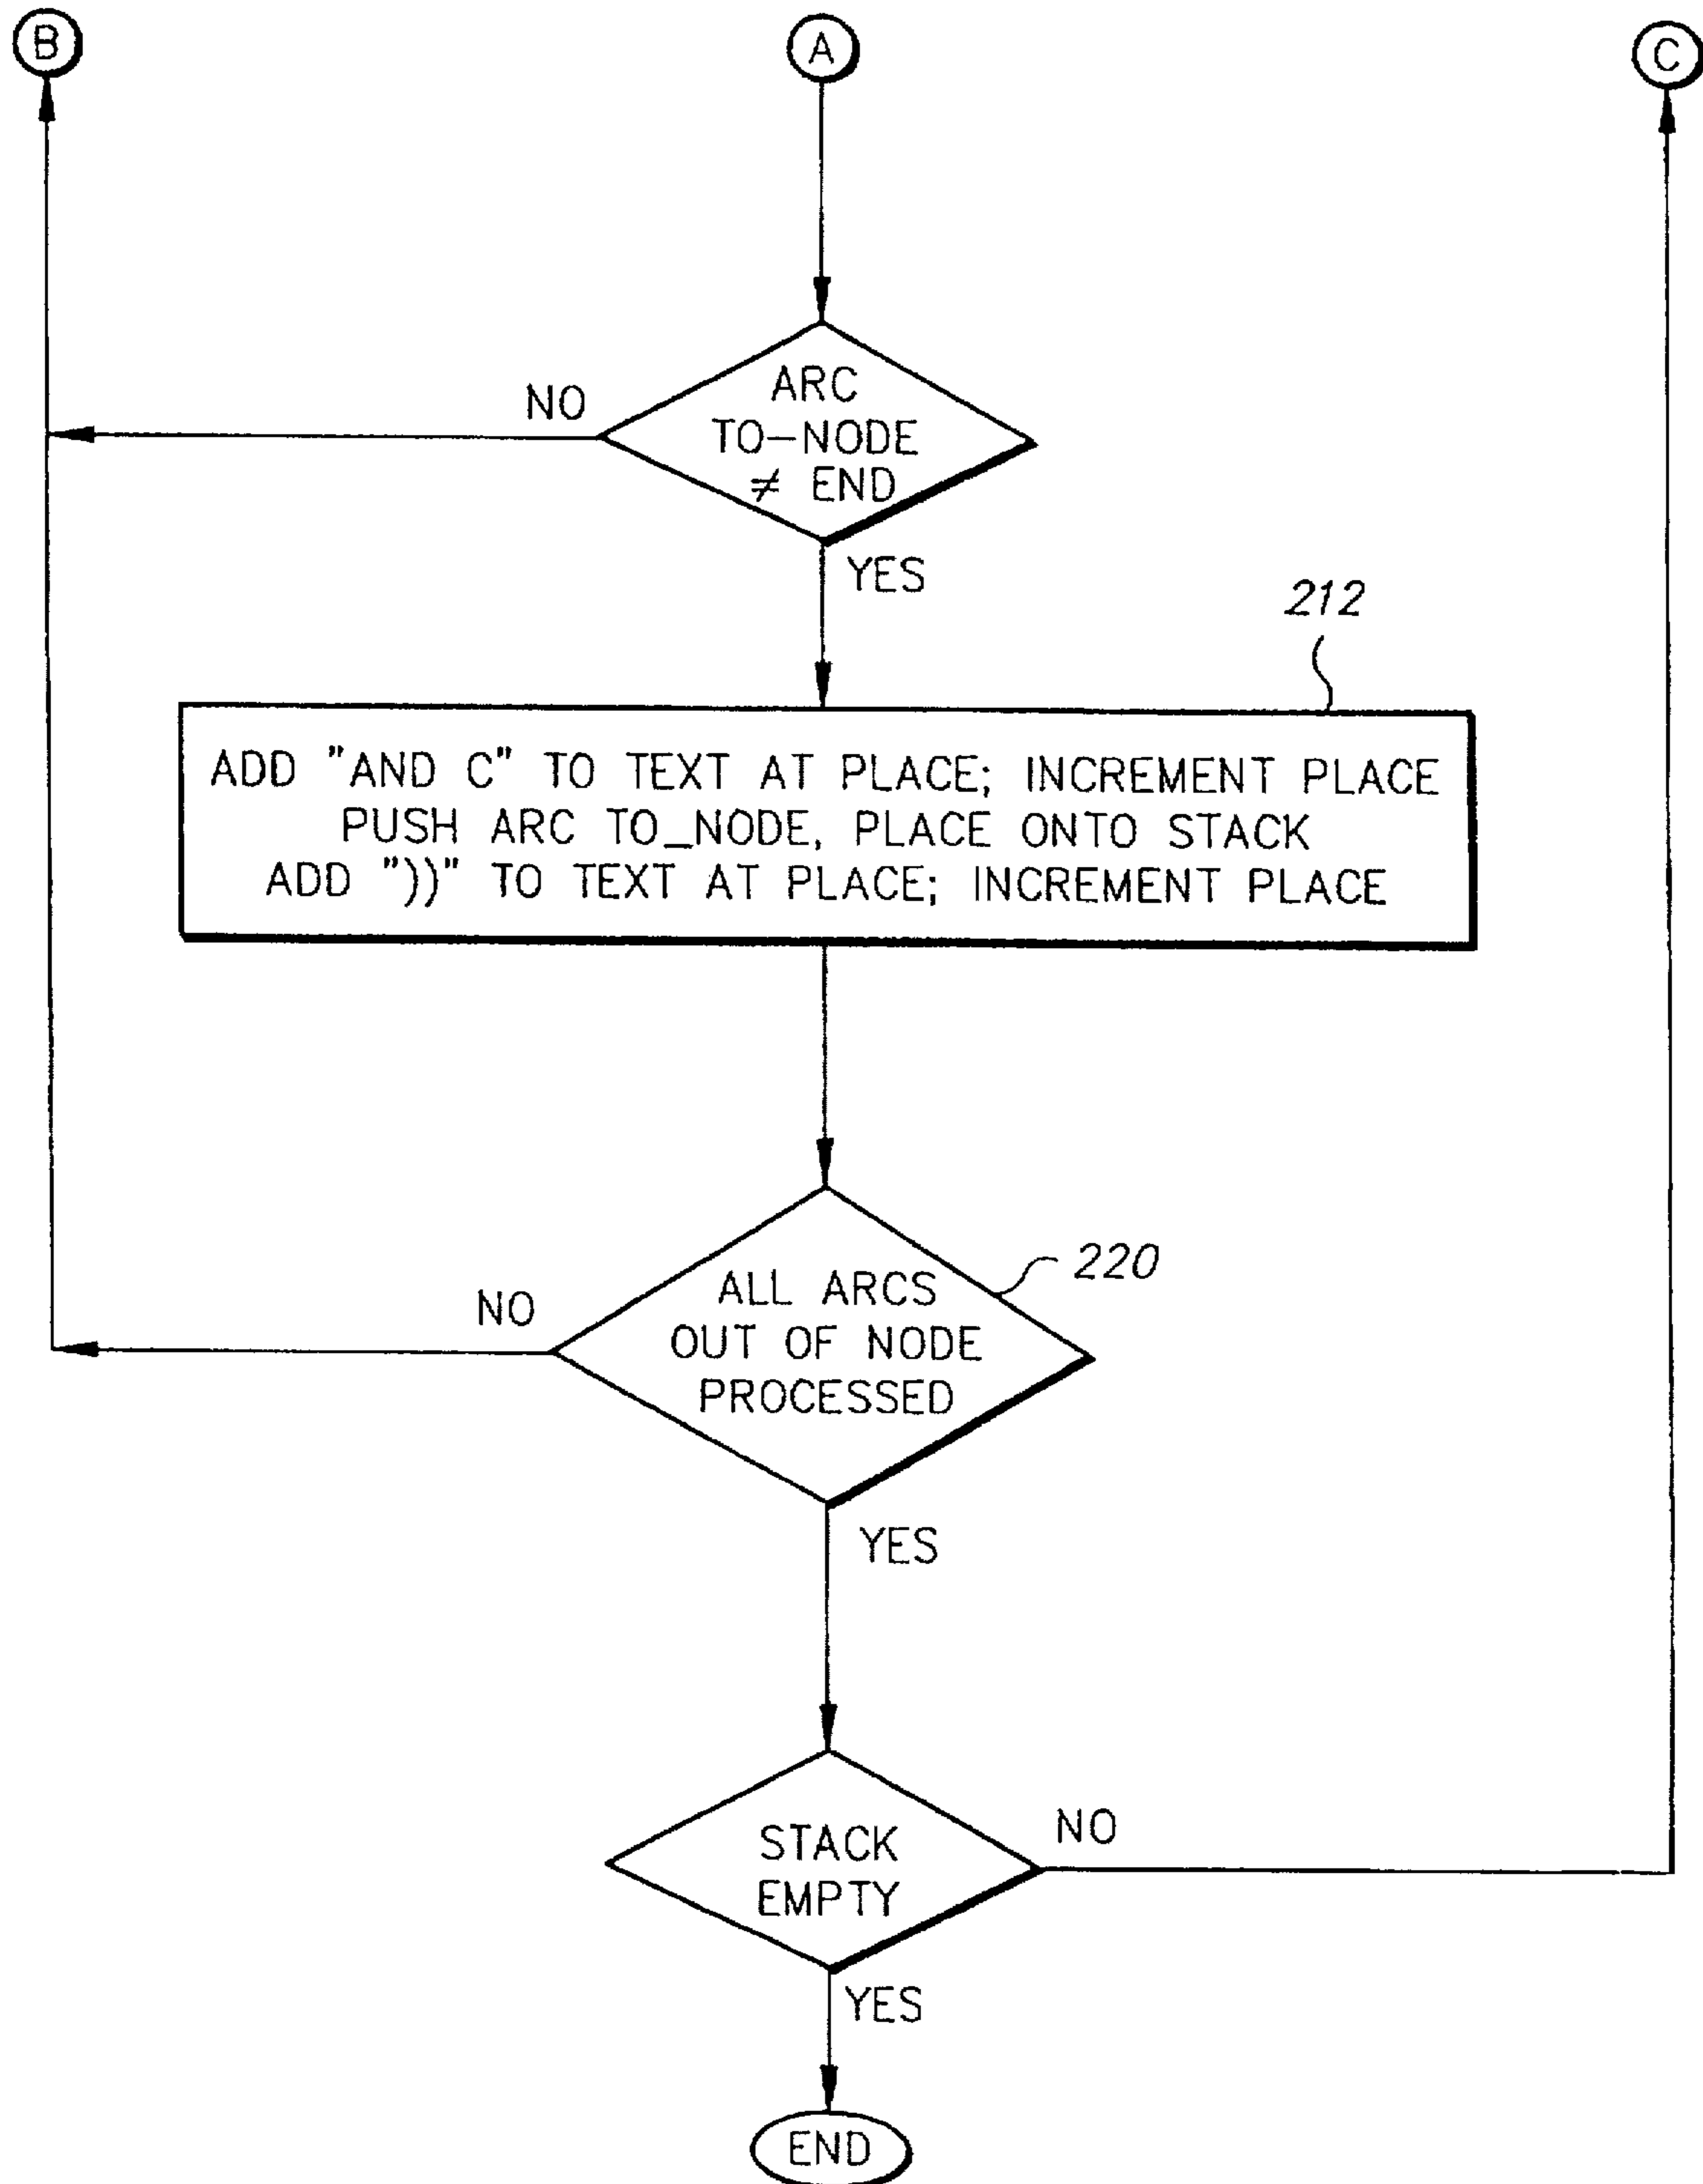 B
A
C
ARC
NO
TO-NODE
≠ END
YES
212
ADD "AND C" TO TEXT AT PLACE; INCREMENT PLACE
PUSH ARC TO_NODE, PLACE ONTO STACK
ADD "))" TO TEXT AT PLACE; INCREMENT PLACE
220
ALL ARCS
NO
OUT OF NODE
PROCESSED
YES
NO
STACK
EMPTY
YES
END